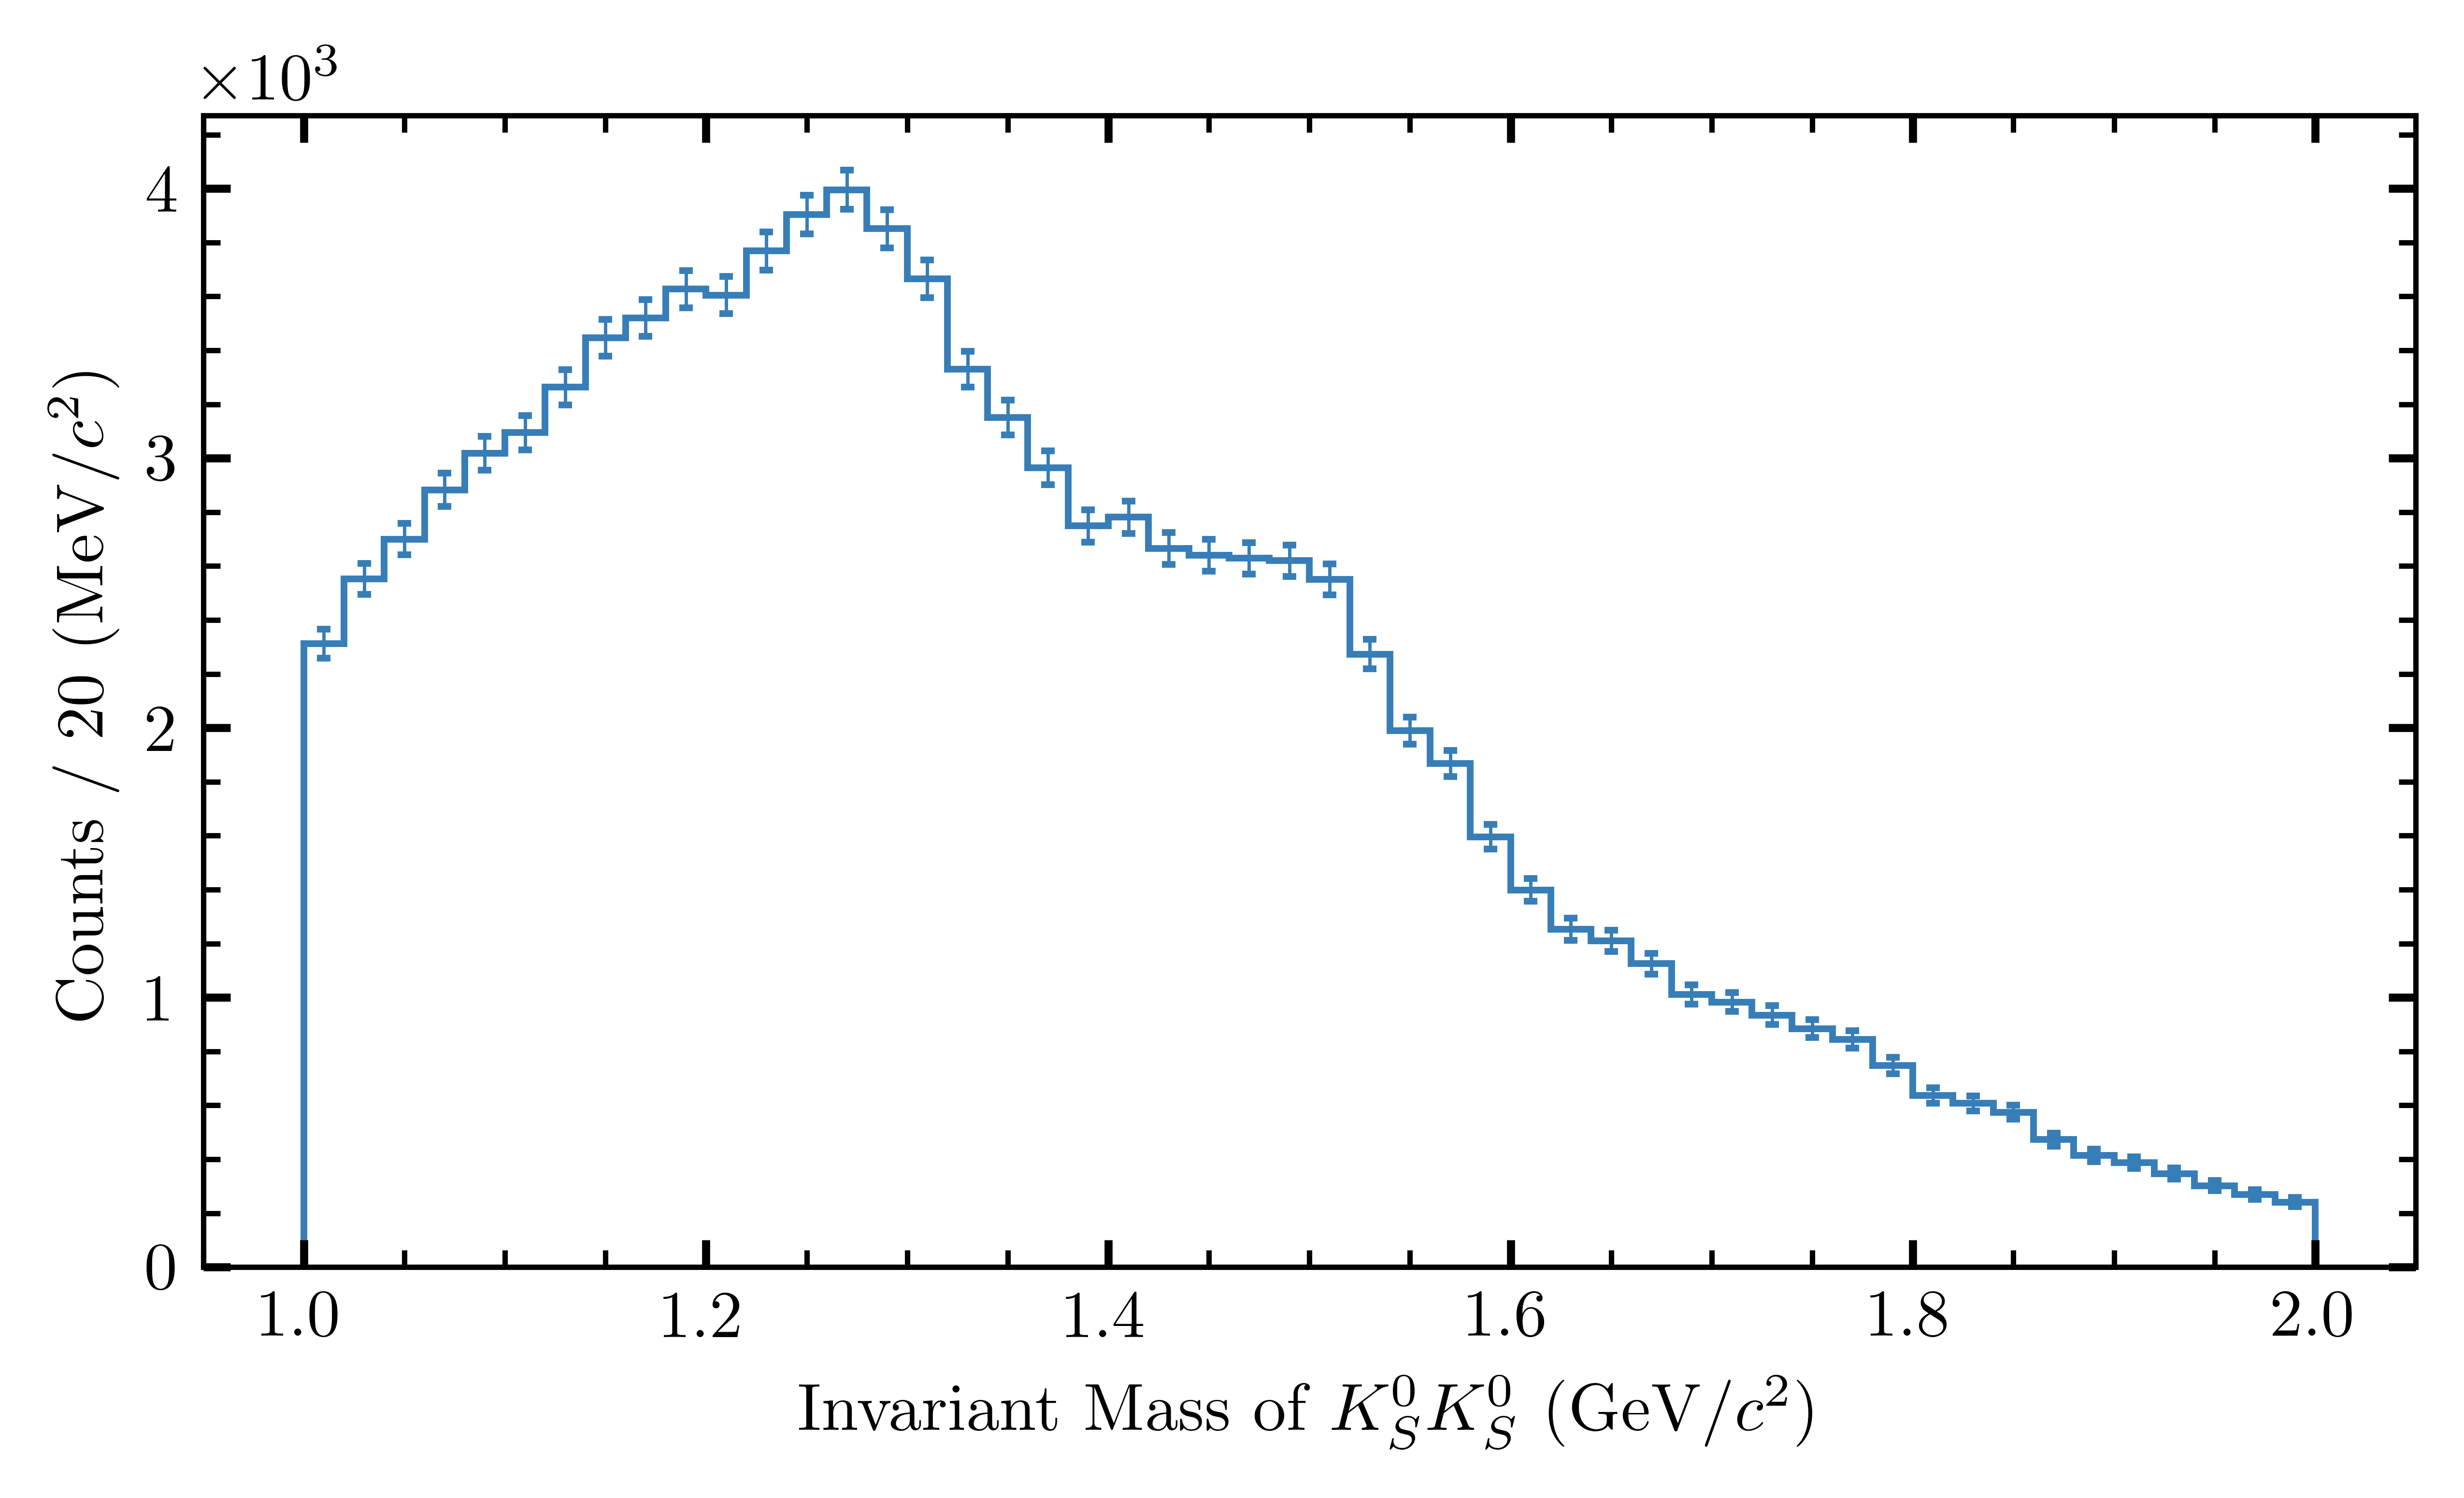 ×10³
4
3
2
1
0
Counts / 20 (MeV/c²)
1.0 1.2 1.4 1.6 1.8 2.0
Invariant Mass of K⁰_S K⁰_S (GeV/c²)